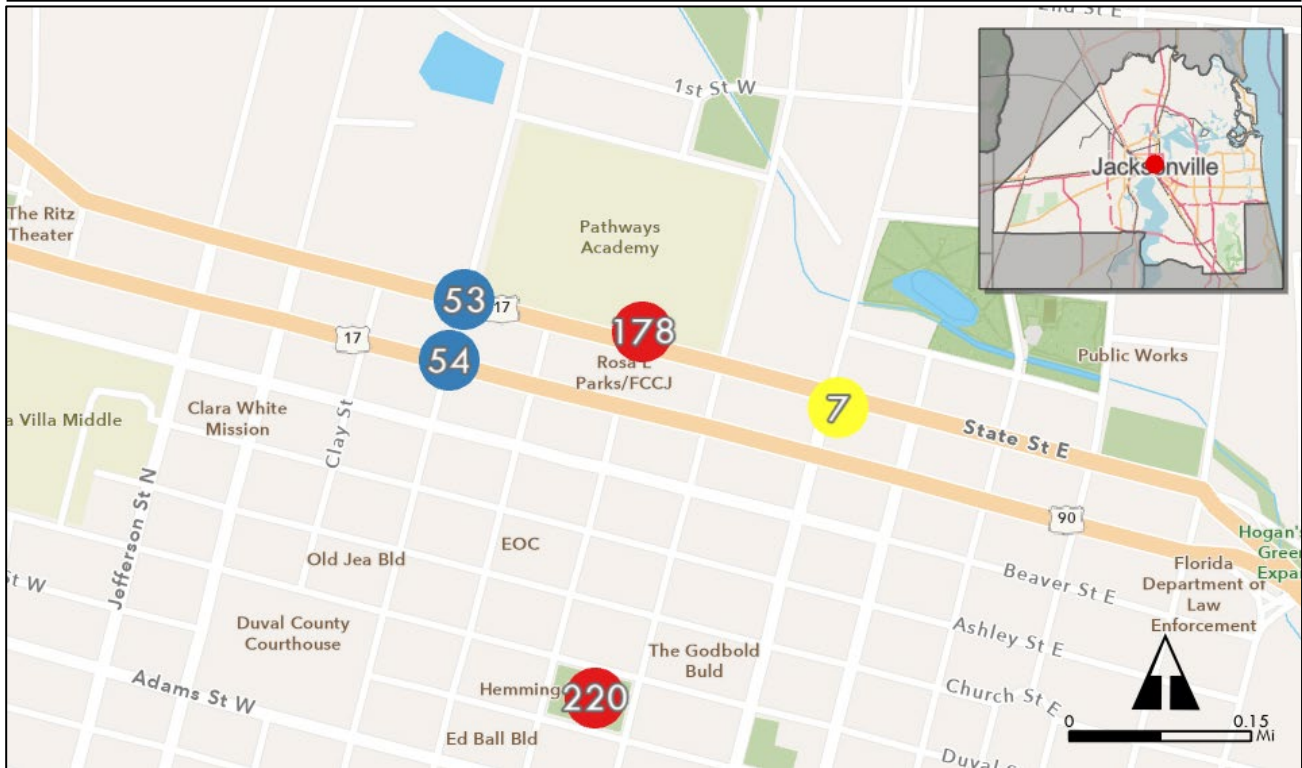 2nd St E
1st St W
Jacksonville
The Ritz
Theater
Pathways
Academy
53
17
178
17
54
Rosa L
Parks/FCCJ
Public Works
7
State St E
a Villa Middle
Clara White
Mission
Clay St
90
Jefferson St N
EOC
Old Jea Bld
Hogan's
Green
Expa
Florida
Department of
Law
Enforcement
Beaver St E
St W
Duval County
Courthouse
Ashley St E
The Godbold
Buld
Adams St W
Hemming
220
Church St E
Ed Ball Bld
0 0.15
Mi
Duval S